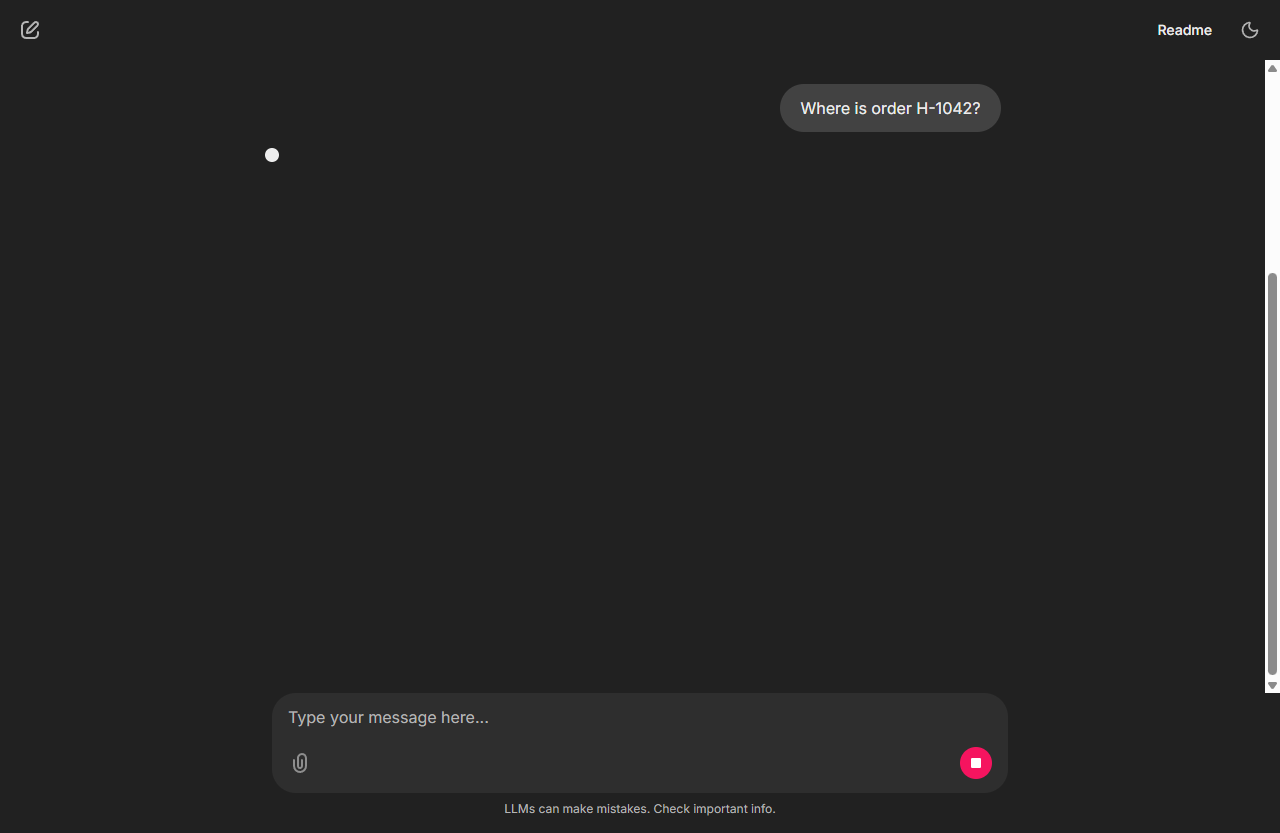 Readme
Where is order H-1042?
Type your message here...
LLMs can make mistakes. Check important info.